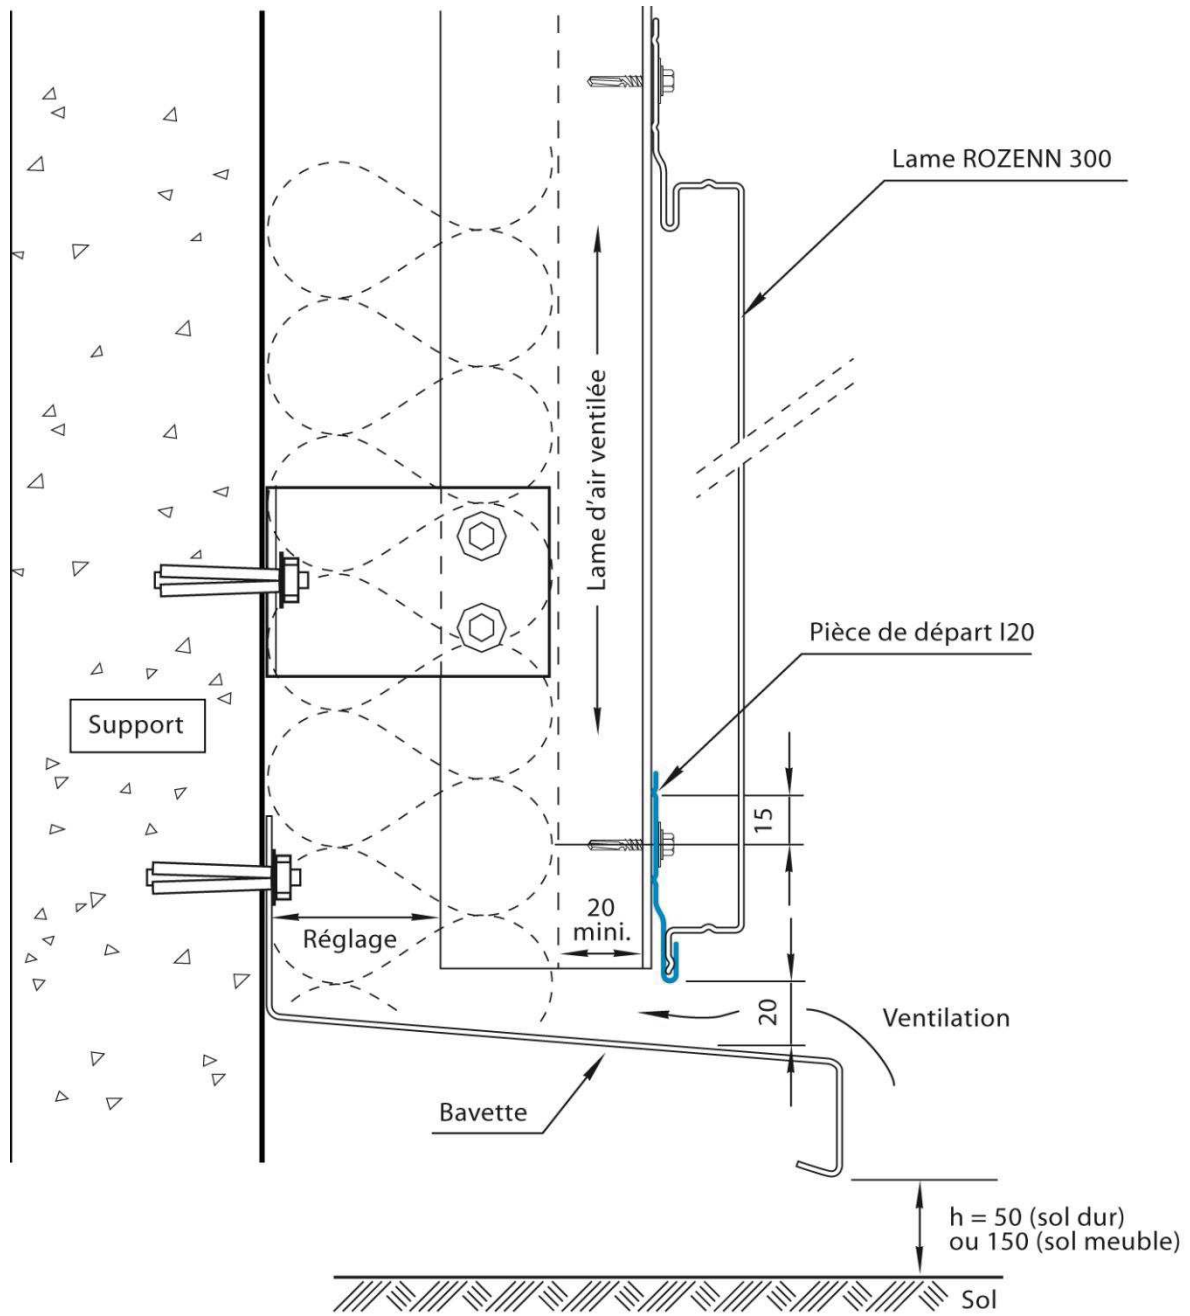 Lame ROZENN 300
Lame d'air ventilée
Pièce de départ I20
Support
15
20
mini.
Réglage
20
Ventilation
Bavette
h = 50 (sol dur)
ou 150 (sol meuble)
Sol